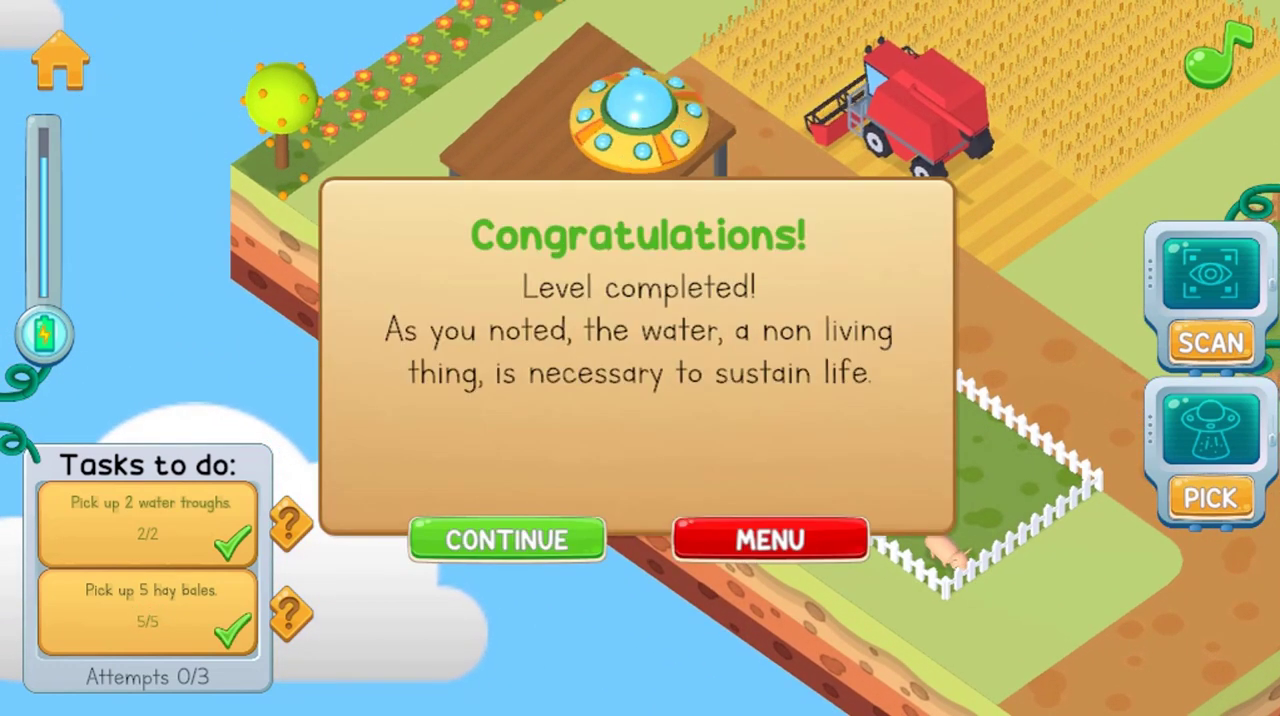 Congratulations!
Level completed!
As you noted, the water, a non living
thing, is necessary to sustain life.
CONTINUE
MENU
SCAN
PICK
Tasks to do:
Pick up 2 water troughs.
2/2
?
Pick up 5 hay bales.
5/5
?
Attempts 0/3